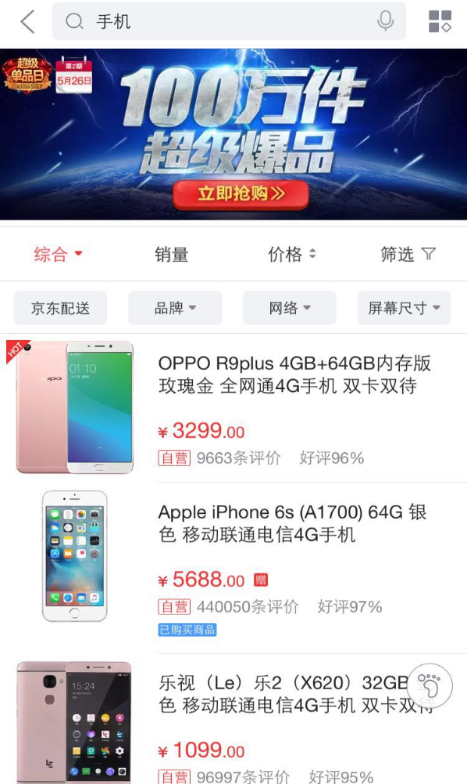 手机
超级
单品日
第2期
5月26日
100万件
超级爆品
立即抢购
综合
销量
价格
筛选
京东配送
品牌
网络
屏幕尺寸
HOT
oppo
01:10
OPPO R9plus 4GB+64GB内存版
玫瑰金 全网通4G手机 双卡双待
¥ 3299.00
自营 9663条评价 好评96%
Apple iPhone 6s (A1700) 64G 银
色 移动联通电信4G手机
¥ 5688.00 赠
自营 440050条评价 好评97%
已购买商品
15:24
乐视（Le）乐2（X620）32GB
色 移动联通电信4G手机 双卡双待
¥ 1099.00
自营 96997条评价 好评95%